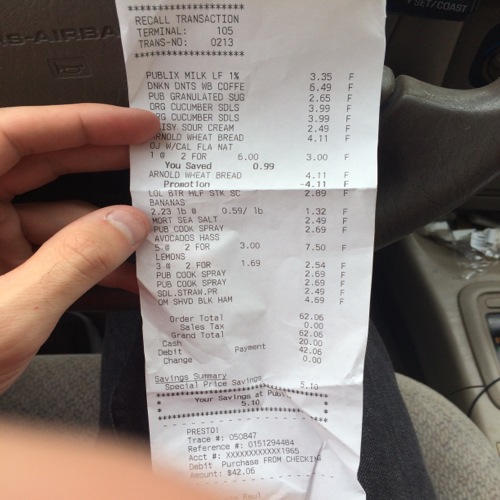 SET/COAST
S-AIRBA
*********************
RECALL TRANSACTION
TERMINAL: 105
TRANS-NO: 0213
*********************
PUBLIX MILK LF 1% 3.35 F
DNKN DNTS WB COFFE 6.49 F
PUB GRANULATED SUG 2.65 F
ORG CUCUMBER SDLS 3.99 F
ORG CUCUMBER SDLS 3.99 F
DAISY SOUR CREAM 2.49 F
ARNOLD WHEAT BREAD 4.11 F
OJ W/CAL FLA NAT
1 @ 2 FOR 6.00 3.00 F
You Saved 0.99
ARNOLD WHEAT BREAD 4.11 F
Promotion -4.11 F
LOL BTR HLF STK SC 2.89 F
BANANAS
2.23 lb @ 0.59/ lb 1.32 F
MORT SEA SALT 2.49 F
PUB COOK SPRAY 2.69 F
AVOCADOS HASS
5 @ 2 FOR 3.00 7.50 F
LEMONS
3 @ 2 FOR 1.69 2.54 F
PUB COOK SPRAY 2.69 F
PUB COOK SPRAY 2.69 F
SDL.STRAW.PR 2.49 F
OM SHVD BLK HAM 4.69 F
Order Total 62.06
Sales Tax 0.00
Grand Total 62.06
Cash 20.00
Debit Payment 42.06
Change 0.00
Savings Summary
Special Price Savings 5.10
*********************
* Your Savings at Publ
* 5.10 *
*********************
PRESTO!
Trace #: 050847
Reference #: 0151294484
Acct #: XXXXXXXXXXXX1965
Debit Purchase FROM CHECKING
Amount: $42.06